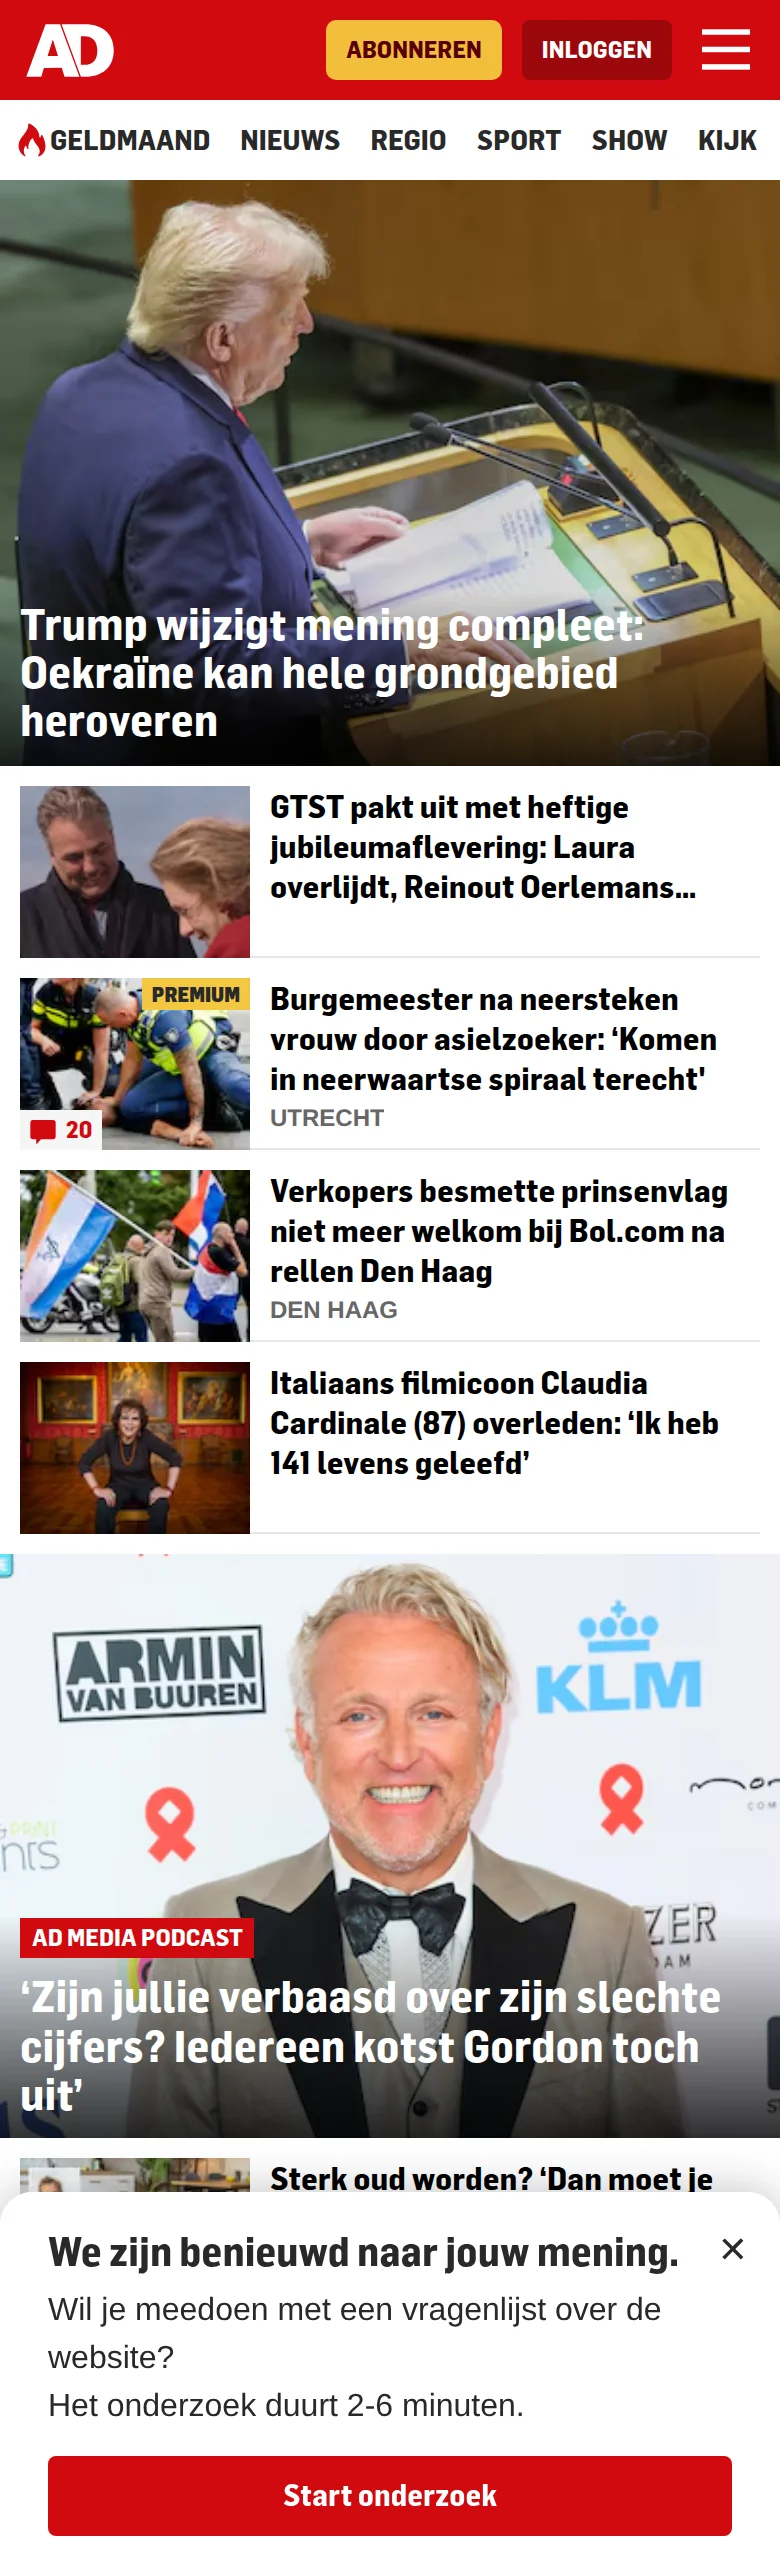 AD
ABONNEREN
INLOGGEN
GELDMAAND NIEUWS REGIO SPORT SHOW KIJK
Trump wijzigt mening compleet:
Oekraïne kan hele grondgebied
heroveren
GTST pakt uit met heftige
jubileumaflevering: Laura
overlijdt, Reinout Oerlemans...
PREMIUM
20
Burgemeester na neersteken
vrouw door asielzoeker: ‘Komen
in neerwaartse spiraal terecht'
UTRECHT
Verkopers besmette prinsenvlag
niet meer welkom bij Bol.com na
rellen Den Haag
DEN HAAG
Italiaans filmicoon Claudia
Cardinale (87) overleden: ‘Ik heb
141 levens geleefd’
ARMIN
VAN BUUREN
KLM
AD MEDIA PODCAST
‘Zijn jullie verbaasd over zijn slechte
cijfers? Iedereen kotst Gordon toch
uit’
Sterk oud worden? ‘Dan moet je
We zijn benieuwd naar jouw mening.
Wil je meedoen met een vragenlijst over de
website?
Het onderzoek duurt 2-6 minuten.
Start onderzoek